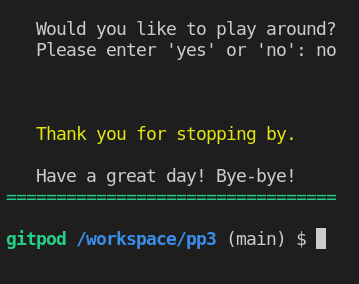 Would you like to play around?
Please enter 'yes' or 'no': no
Thank you for stopping by.
Have a great day! Bye-bye!
=================================
gitpod /workspace/pp3 (main) $